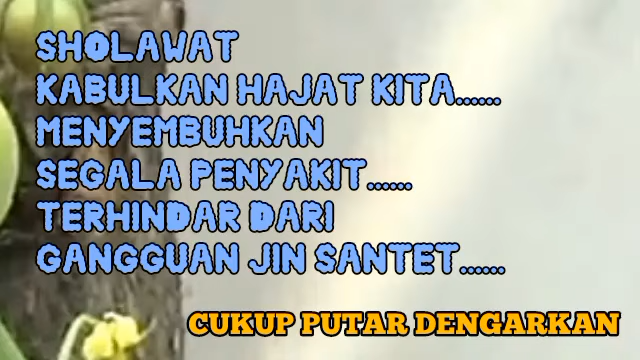 SHOLAWAT
KABULKAN HAJAT KITA......
MENYEMBUHKAN
SEGALA PENYAKIT......
TERHINDAR DARI
GANGGUAN JIN SANTET......
CUKUP PUTAR DENGARKAN